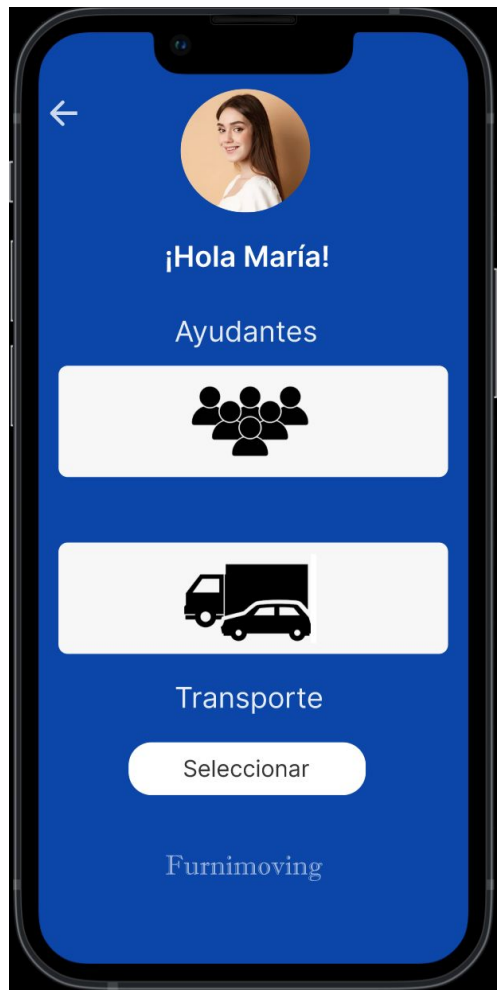 ¡Hola María!
Ayudantes
Transporte
Seleccionar
Furnimoving